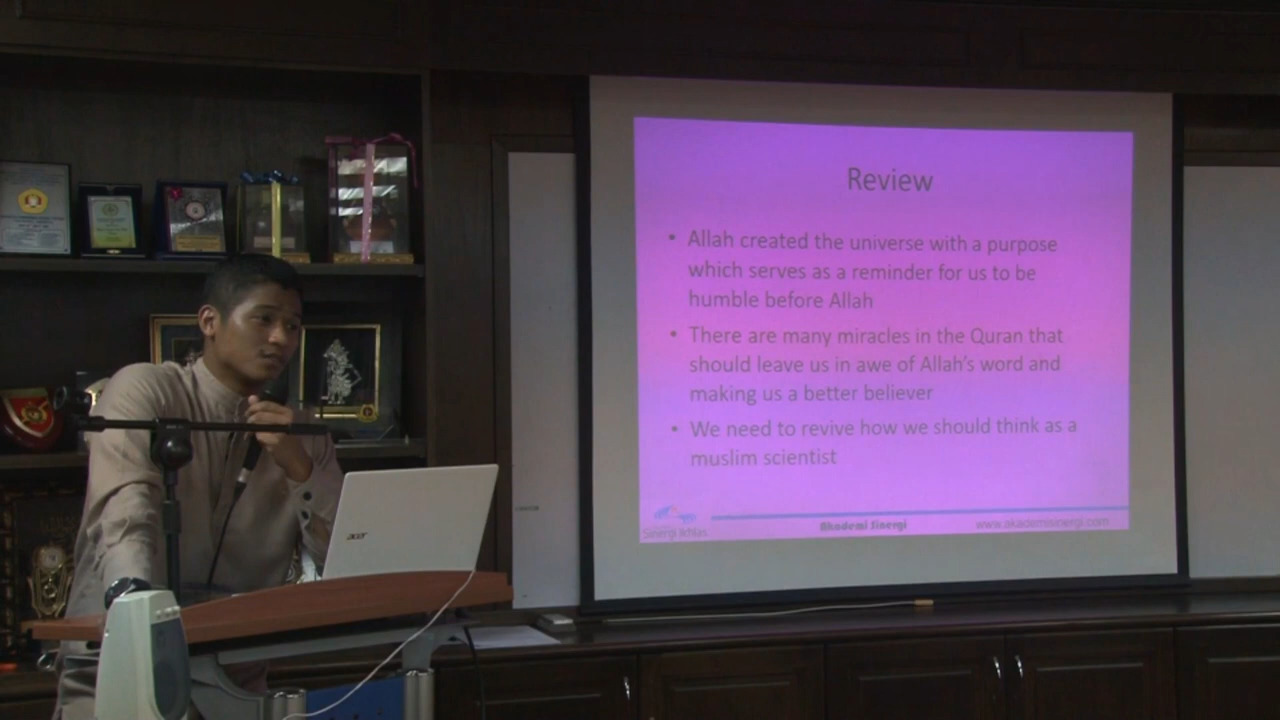 Review
• Allah created the universe with a purpose
which serves as a reminder for us to be
humble before Allah
• There are many miracles in the Quran that
should leave us in awe of Allah's word and
making us a better believer
• We need to revive how we should think as a
muslim scientist
Sinergi Ikhlas
Akademi Sinergi
www.akademisinergi.com
acer